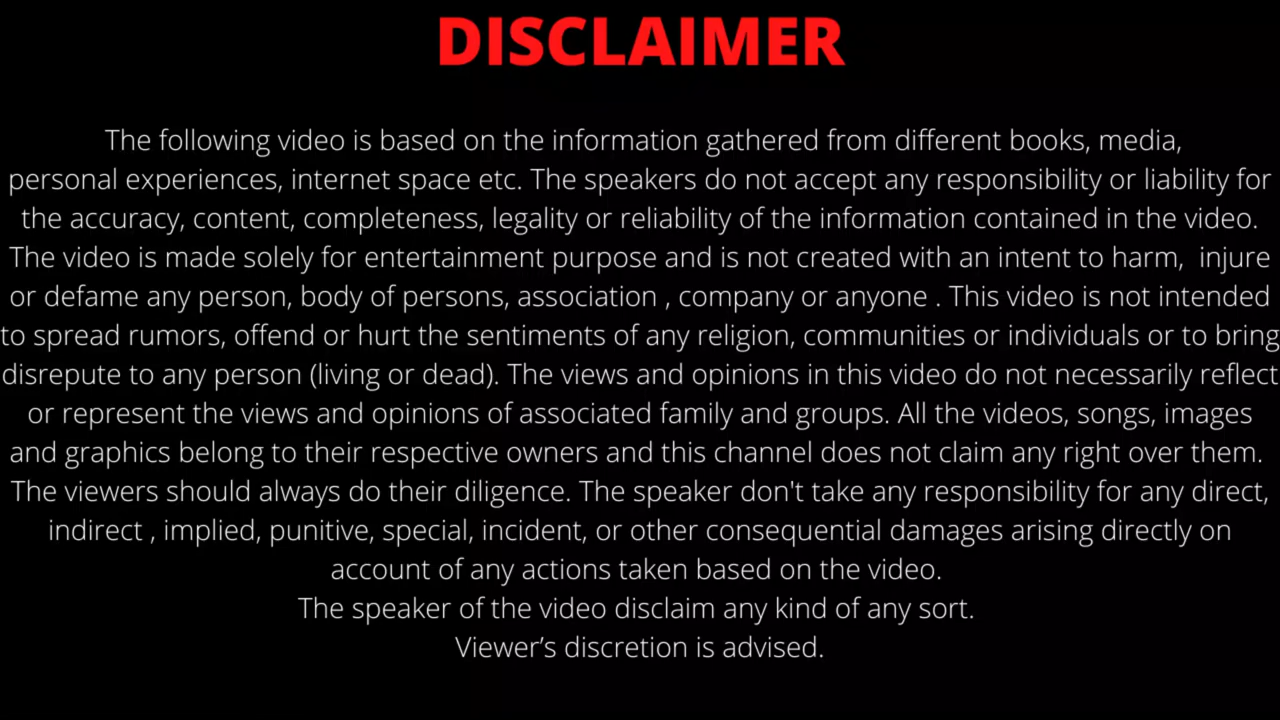 DISCLAIMER
The following video is based on the information gathered from different books, media,
personal experiences, internet space etc. The speakers do not accept any responsibility or liability for
the accuracy, content, completeness, legality or reliability of the information contained in the video.
The video is made solely for entertainment purpose and is not created with an intent to harm,  injure
or defame any person, body of persons, association , company or anyone . This video is not intended
to spread rumors, offend or hurt the sentiments of any religion, communities or individuals or to bring
disrepute to any person (living or dead). The views and opinions in this video do not necessarily reflect
or represent the views and opinions of associated family and groups. All the videos, songs, images
and graphics belong to their respective owners and this channel does not claim any right over them.
The viewers should always do their diligence. The speaker don't take any responsibility for any direct,
indirect , implied, punitive, special, incident, or other consequential damages arising directly on
account of any actions taken based on the video.
The speaker of the video disclaim any kind of any sort.
Viewer’s discretion is advised.